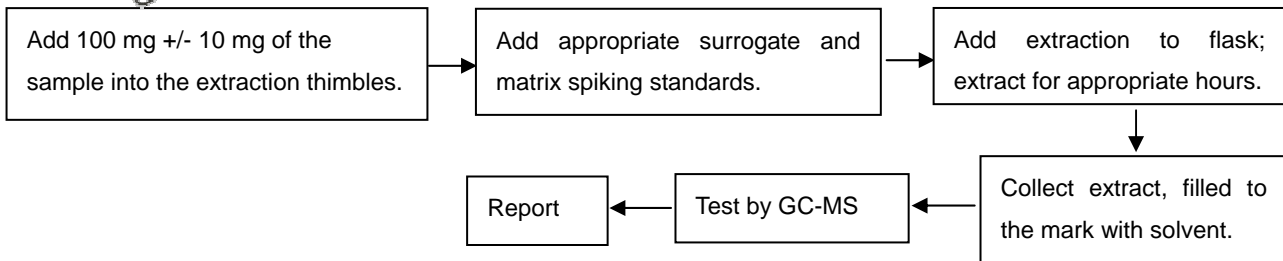 Add 100 mg +/- 10 mg of the
sample into the extraction thimbles.
Add appropriate surrogate and
matrix spiking standards.
Add extraction to flask;
extract for appropriate hours.
Collect extract, filled to
the mark with solvent.
Test by GC-MS
Report